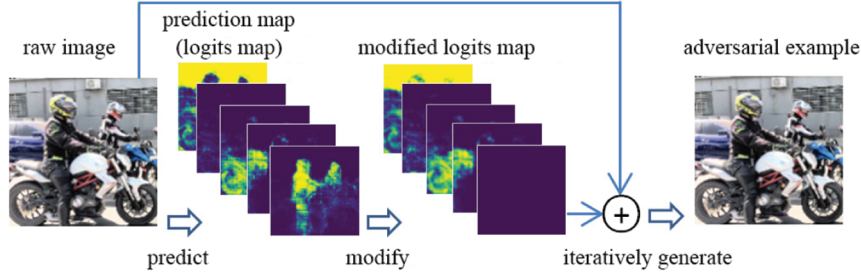 raw image
prediction map
(logits map)
modified logits map
adversarial example
predict
modify
iteratively generate